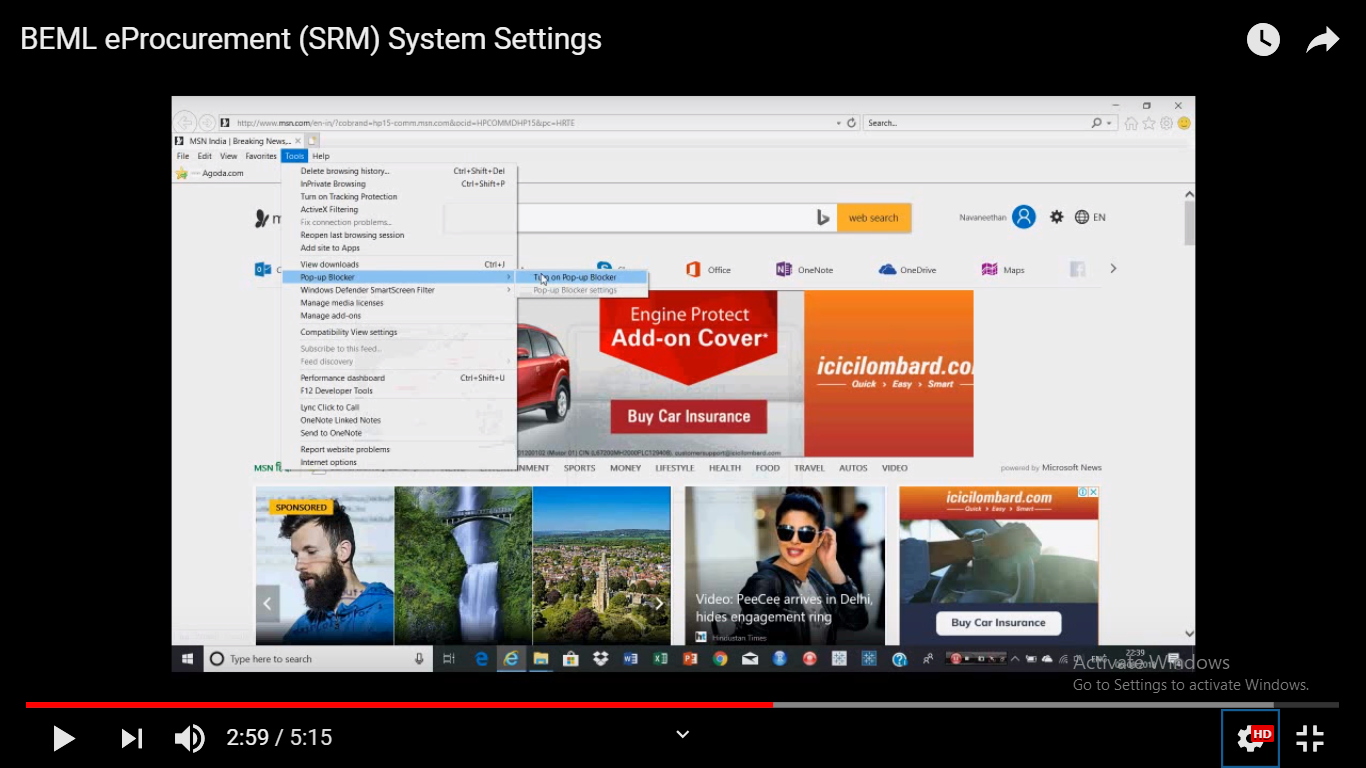 BEML eProcurement (SRM) System Settings
http://www.msn.com/en-in/?cobrand=hp15-comm.msn.com&ocid=HPCOMMDHP15&pc=HRTE
Search...
MSN India | Breaking News,...
File Edit View Favorites Tools Help
Agoda.com
Delete browsing history... Ctrl+Shift+Del
InPrivate Browsing Ctrl+Shift+P
Turn on Tracking Protection
ActiveX Filtering
Fix connection problems...
Reopen last browsing session
Add site to Apps
View downloads Ctrl+J
Pop-up Blocker
Turn on Pop-up Blocker
Windows Defender SmartScreen Filter
Pop-up Blocker settings
Manage media licenses
Manage add-ons
Compatibility View settings
Subscribe to this feed...
Feed discovery
Performance dashboard Ctrl+Shift+U
F12 Developer Tools
Lync Click to Call
OneNote Linked Notes
Send to OneNote
Report website problems
Internet options
web search
Navaneethan
EN
Office OneNote OneDrive Maps
Engine Protect
Add-on Cover*
Buy Car Insurance
icicilombard.co
Quick > Easy > Smart
MSN SPORTS MONEY LIFESTYLE HEALTH FOOD TRAVEL AUTOS VIDEO
powered by Microsoft News
SPONSORED
Video: PeeCee arrives in Delhi,
hides engagement ring
ht Hindustan Times
icicilombard.com
Quick > Easy > Smart
Buy Car Insurance
Type here to search
22:39
Activate Windows
Go to Settings to activate Windows.
2:59 / 5:15
HD